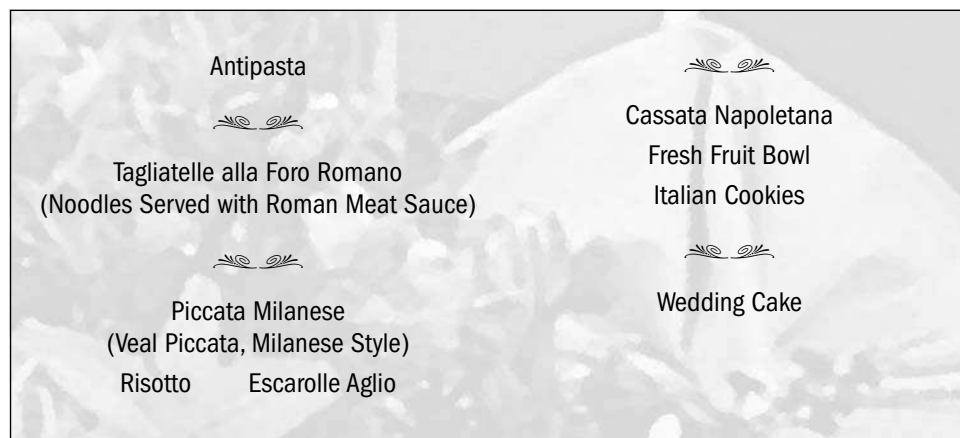 Antipasta
Tagliatelle alla Foro Romano
(Noodles Served with Roman Meat Sauce)
Piccata Milanese
(Veal Piccata, Milanese Style)
Risotto Escarolle Aglio
Cassata Napoletana
Fresh Fruit Bowl
Italian Cookies
Wedding Cake